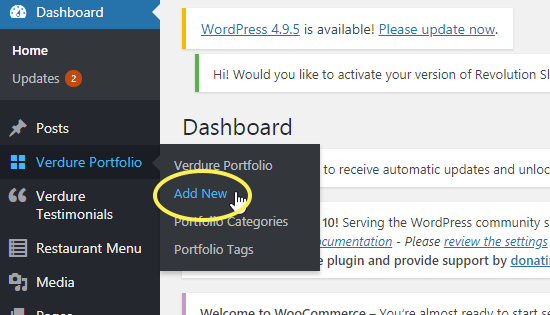 Dashboard
Home
Updates 2
Posts
Verdure Portfolio
Verdure
Testimonials
Restaurant Menu
Media
WordPress 4.9.5 is available! Please update now.
Hi! Would you like to activate your version of Revolution Sl
Dashboard
Verdure Portfolio
Add New
Portfolio Categories
Portfolio Tags
to receive automatic updates and unloc
10! Serving the WordPress community s
cumentation - Please review the settings
e plugin and provide support by donatin
Welcome to WooCommerce – You're almost ready to start se